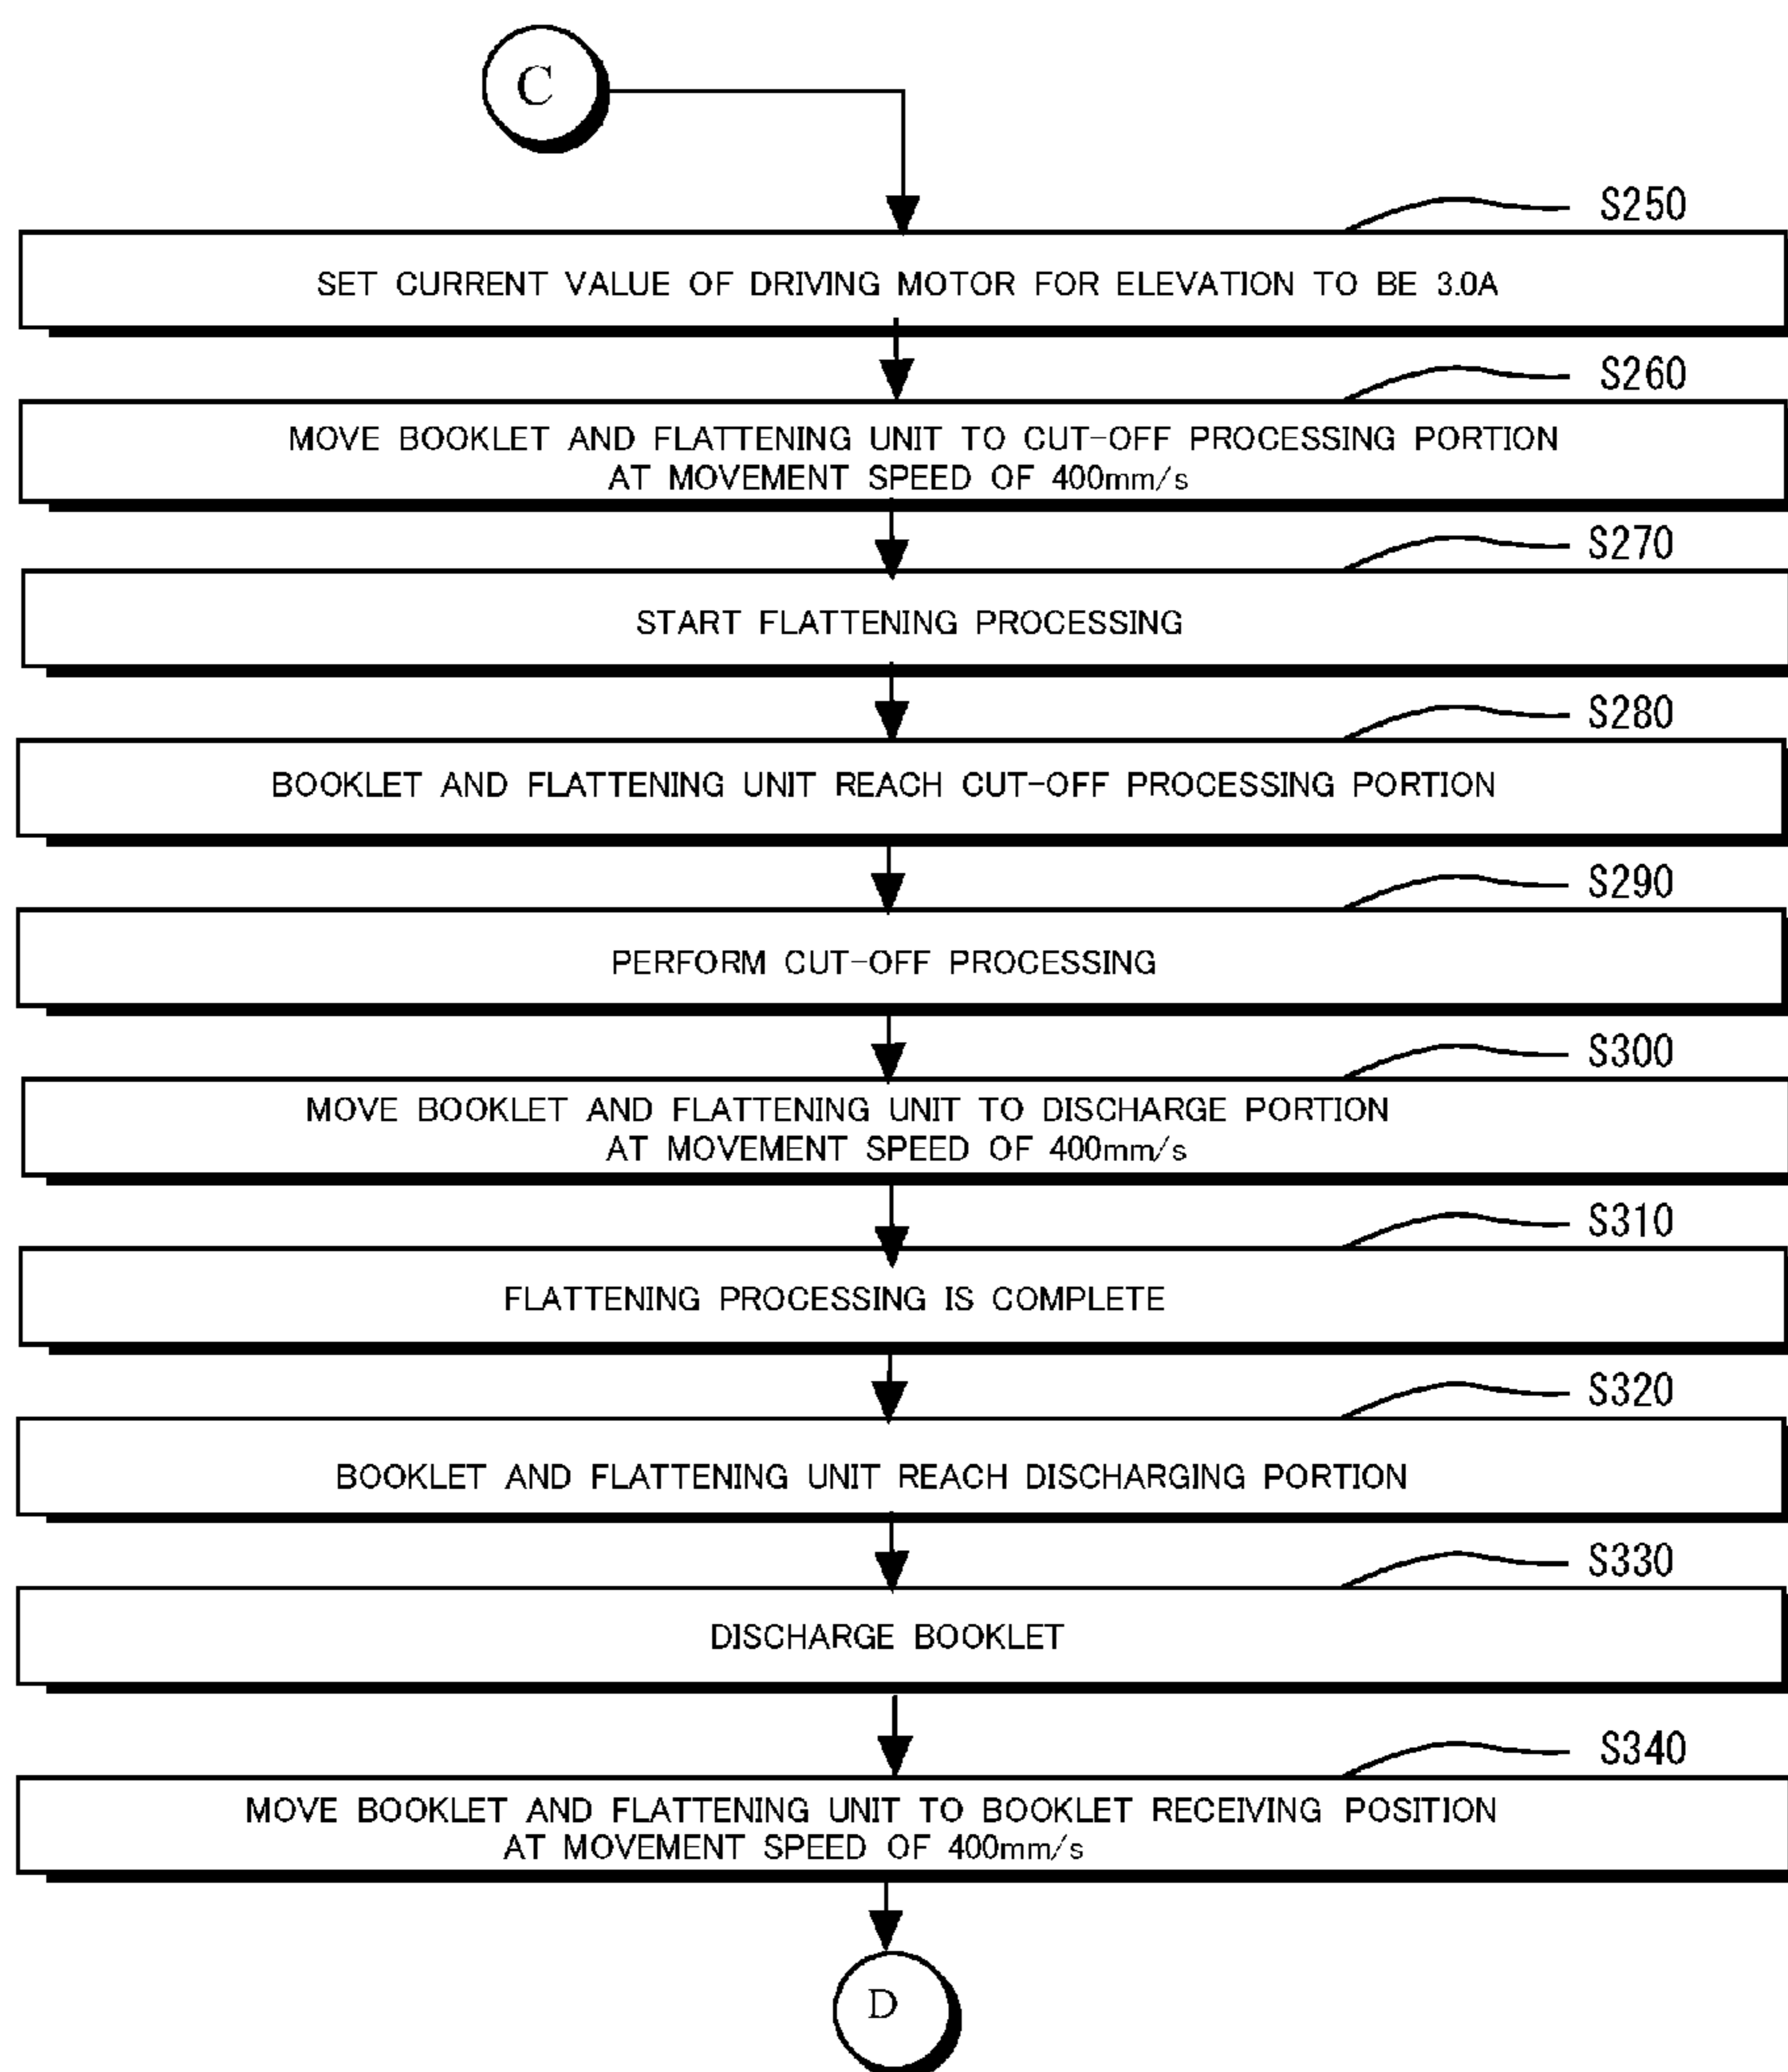 C
S250
SET CURRENT VALUE OF DRIVING MOTOR FOR ELEVATION TO BE 3.0A
S260
MOVE BOOKLET AND FLATTENING UNIT TO CUT-OFF PROCESSING PORTION
AT MOVEMENT SPEED OF 400mm/s
S270
START FLATTENING PROCESSING
S280
BOOKLET AND FLATTENING UNIT REACH CUT-OFF PROCESSING PORTION
S290
PERFORM CUT-OFF PROCESSING
S300
MOVE BOOKLET AND FLATTENING UNIT TO DISCHARGE PORTION
AT MOVEMENT SPEED OF 400mm/s
S310
FLATTENING PROCESSING IS COMPLETE
S320
BOOKLET AND FLATTENING UNIT REACH DISCHARGING PORTION
S330
DISCHARGE BOOKLET
S340
MOVE BOOKLET AND FLATTENING UNIT TO BOOKLET RECEIVING POSITION
AT MOVEMENT SPEED OF 400mm/s
D